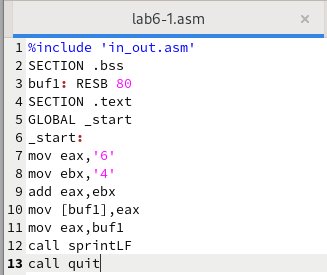 lab6-1.asm
1 %include 'in_out.asm'
2 SECTION .bss
3 buf1: RESB 80
4 SECTION .text
5 GLOBAL _start
6 _start:
7 mov eax,'6'
8 mov ebx,'4'
9 add eax,ebx
10 mov [buf1],eax
11 mov eax,buf1
12 call sprintLF
13 call quit